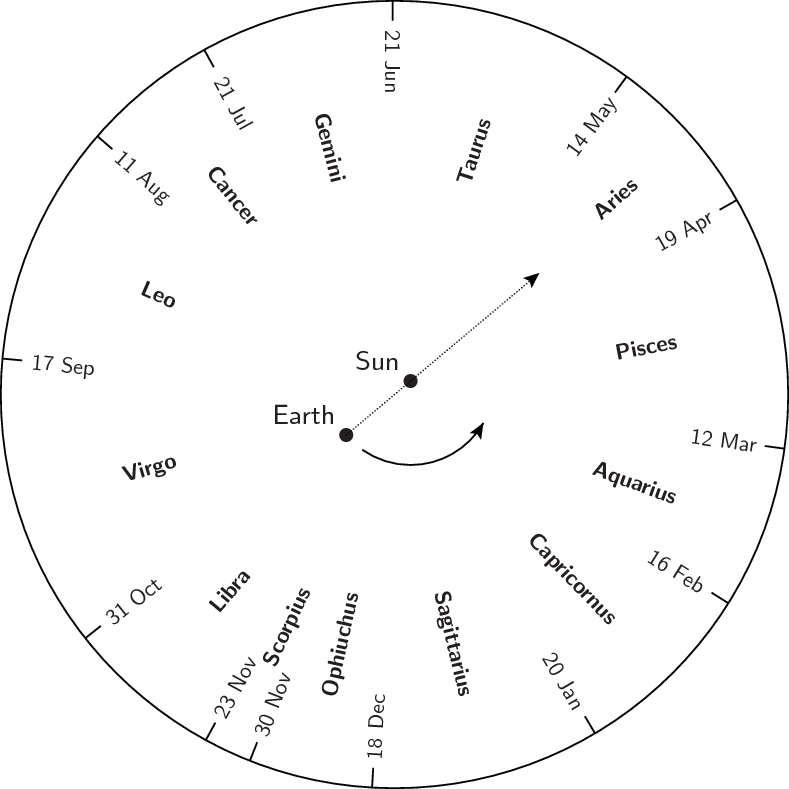 21 Jun
21 Jul
Gemini
Taurus
14 May
11 Aug
Cancer
Aries
19 Apr
Leo
Pisces
17 Sep
Sun
Earth
12 Mar
Virgo
Aquarius
16 Feb
31 Oct
Libra
Scorpius
Ophiuchus
Sagittarius
Capricornus
20 Jan
23 Nov
30 Nov
18 Dec